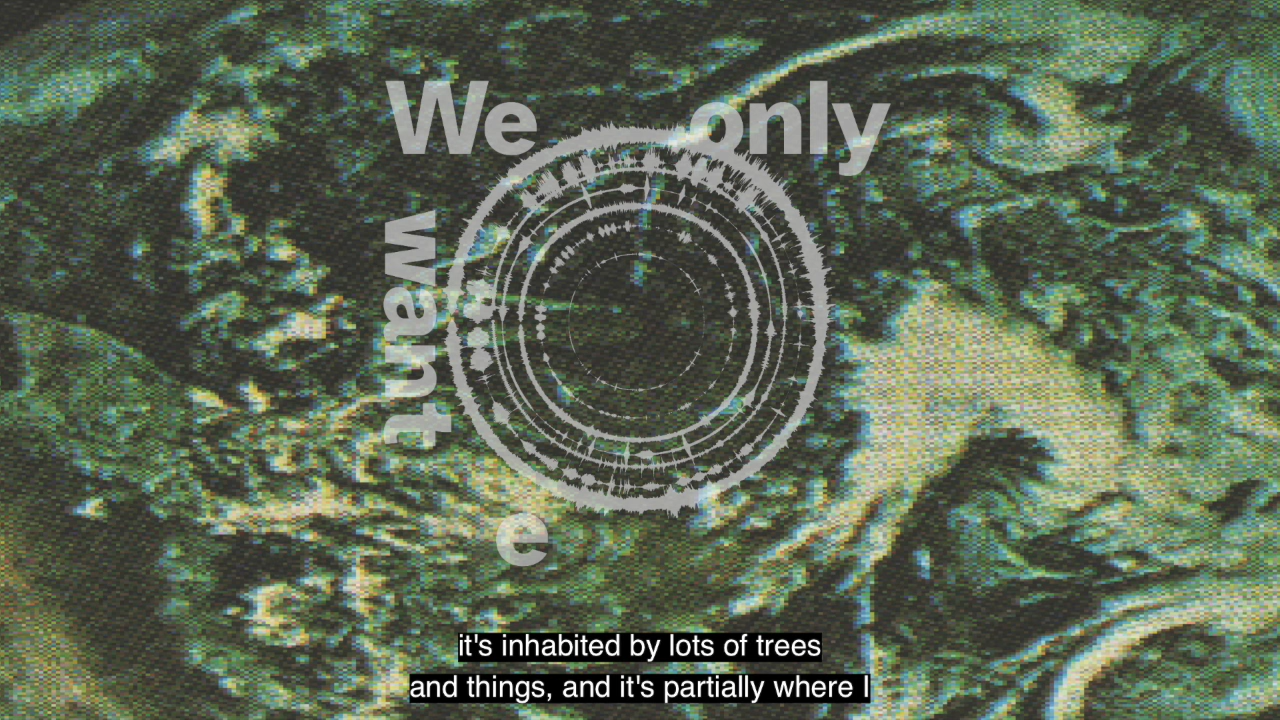 We only
want
e
it's inhabited by lots of trees
and things, and it's partially where I